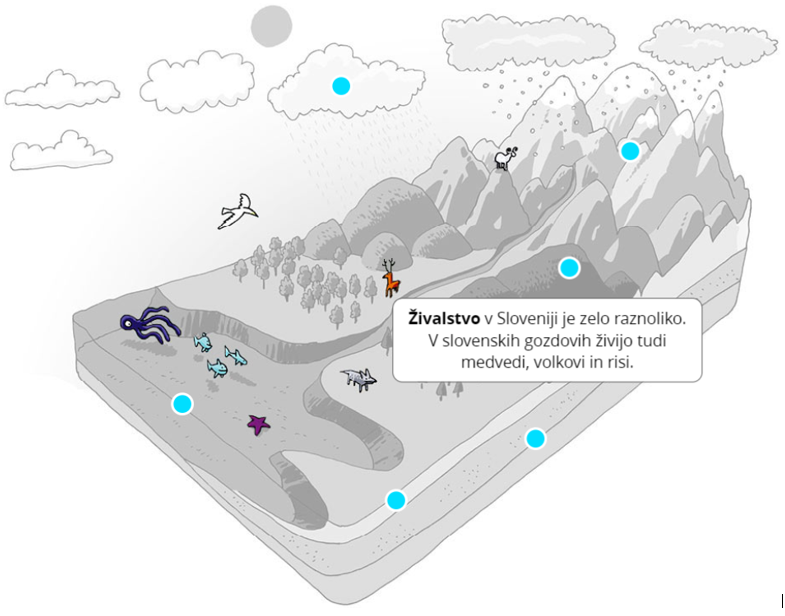 Živalstvo v Sloveniji je zelo raznoliko.
V slovenskih gozdovih živijo tudi
medvedi, volkovi in risi.